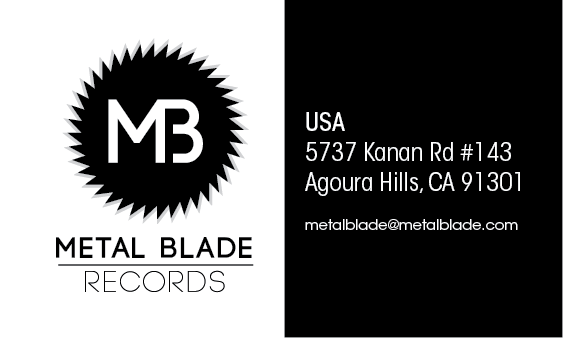 MB
METAL BLADE
RECORDS
USA
5737 Kanan Rd #143
Agoura Hills, CA 91301
metalblade@metalblade.com